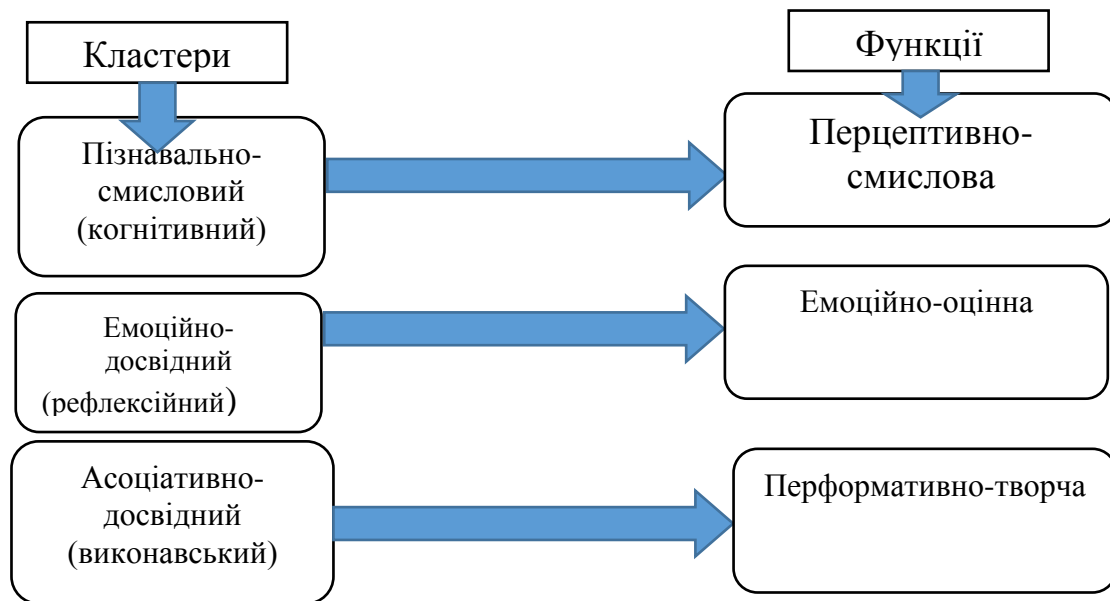 Кластери
Функції
Пізнавально-
смисловий
(когнітивний)
Перцептивно-
смислова
Емоційно-
досвідний
(рефлексійний)
Емоційно-оцінна
Асоціативно-
досвідний
(виконавський)
Перформативно-творча